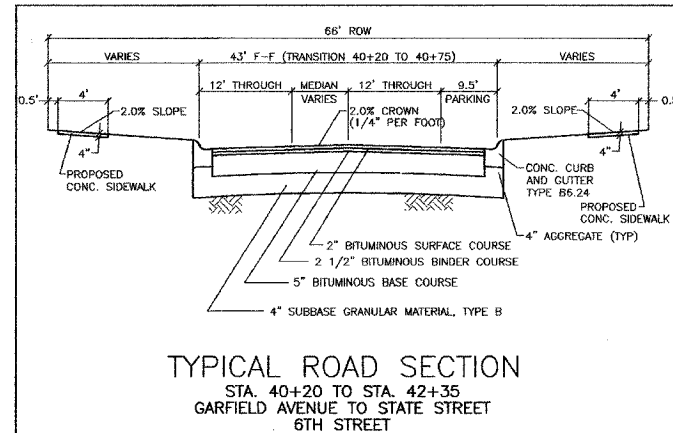 66' ROW
VARIES
43' F-F (TRANSITION 40+20 TO 40+75)
VARIES
12' THROUGH
MEDIAN
VARIES
12' THROUGH
9.5'
PARKING
0.5'
4'
2.0% SLOPE
4"
PROPOSED
CONC. SIDEWALK
2.0% CROWN
(1/4" PER FOOT)
4'
0.5'
2.0% SLOPE
4"
CONC. CURB
AND GUTTER
TYPE B6.24
PROPOSED
CONC. SIDEWALK
4" AGGREGATE (TYP)
2" BITUMINOUS SURFACE COURSE
2 1/2" BITUMINOUS BINDER COURSE
5" BITUMINOUS BASE COURSE
4" SUBBASE GRANULAR MATERIAL, TYPE B
TYPICAL ROAD SECTION
STA. 40+20 TO STA. 42+35
GARFIELD AVENUE TO STATE STREET
6TH STREET